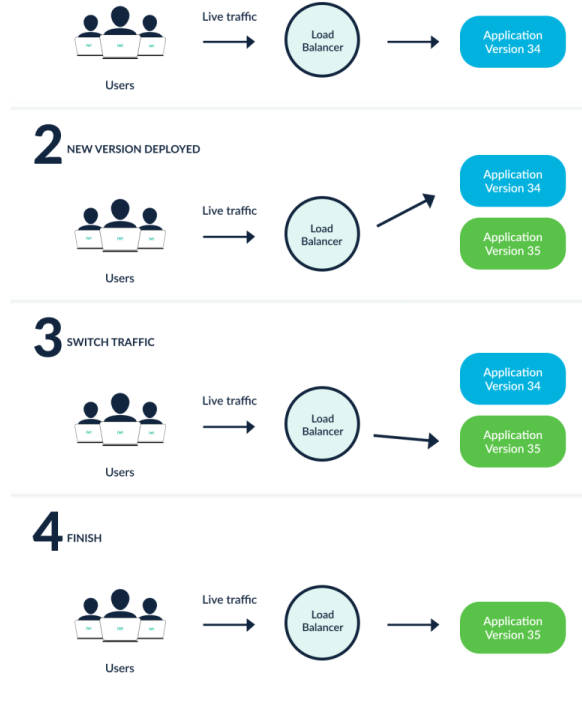 Live traffic
Load
Balancer
Application
Version 34
Users
2 NEW VERSION DEPLOYED
Application
Version 34
Live traffic
Load
Balancer
Application
Version 35
Users
3 SWITCH TRAFFIC
Application
Version 34
Live traffic
Load
Balancer
Application
Version 35
Users
4 FINISH
Live traffic
Load
Balancer
Application
Version 35
Users